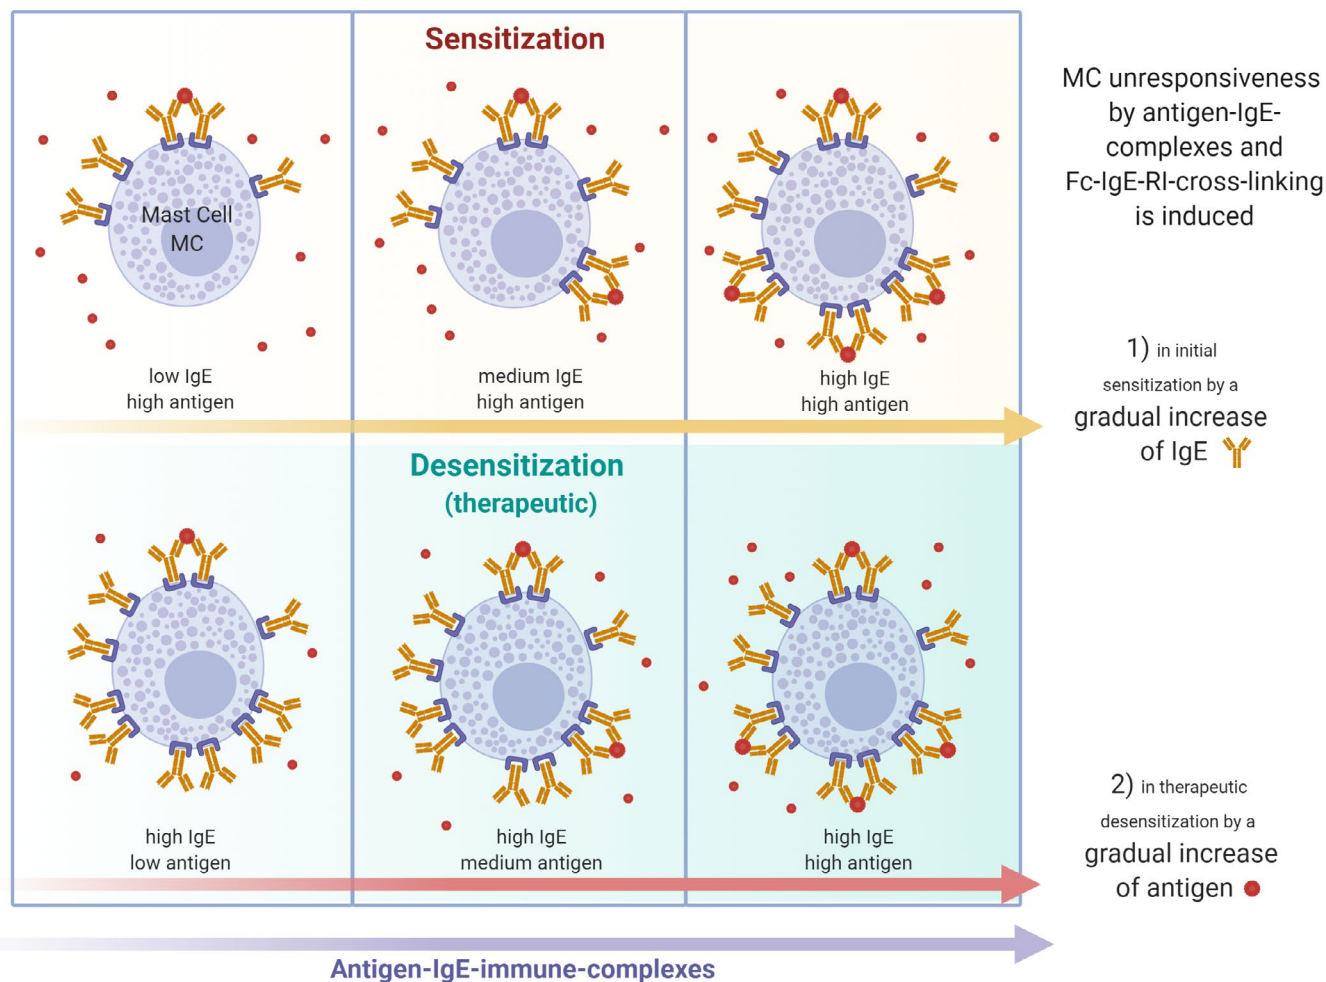 Sensitization
Mast Cell
MC
low IgE
high antigen
medium IgE
high antigen
high IgE
high antigen
MC unresponsiveness
by antigen-IgE-
complexes and
Fc-IgE-RI-cross-linking
is induced
1) in initial
sensitization by a
gradual increase
of IgE
Desensitization
(therapeutic)
high IgE
low antigen
high IgE
medium antigen
high IgE
high antigen
2) in therapeutic
desensitization by a
gradual increase
of antigen
Antigen-IgE-immune-complexes